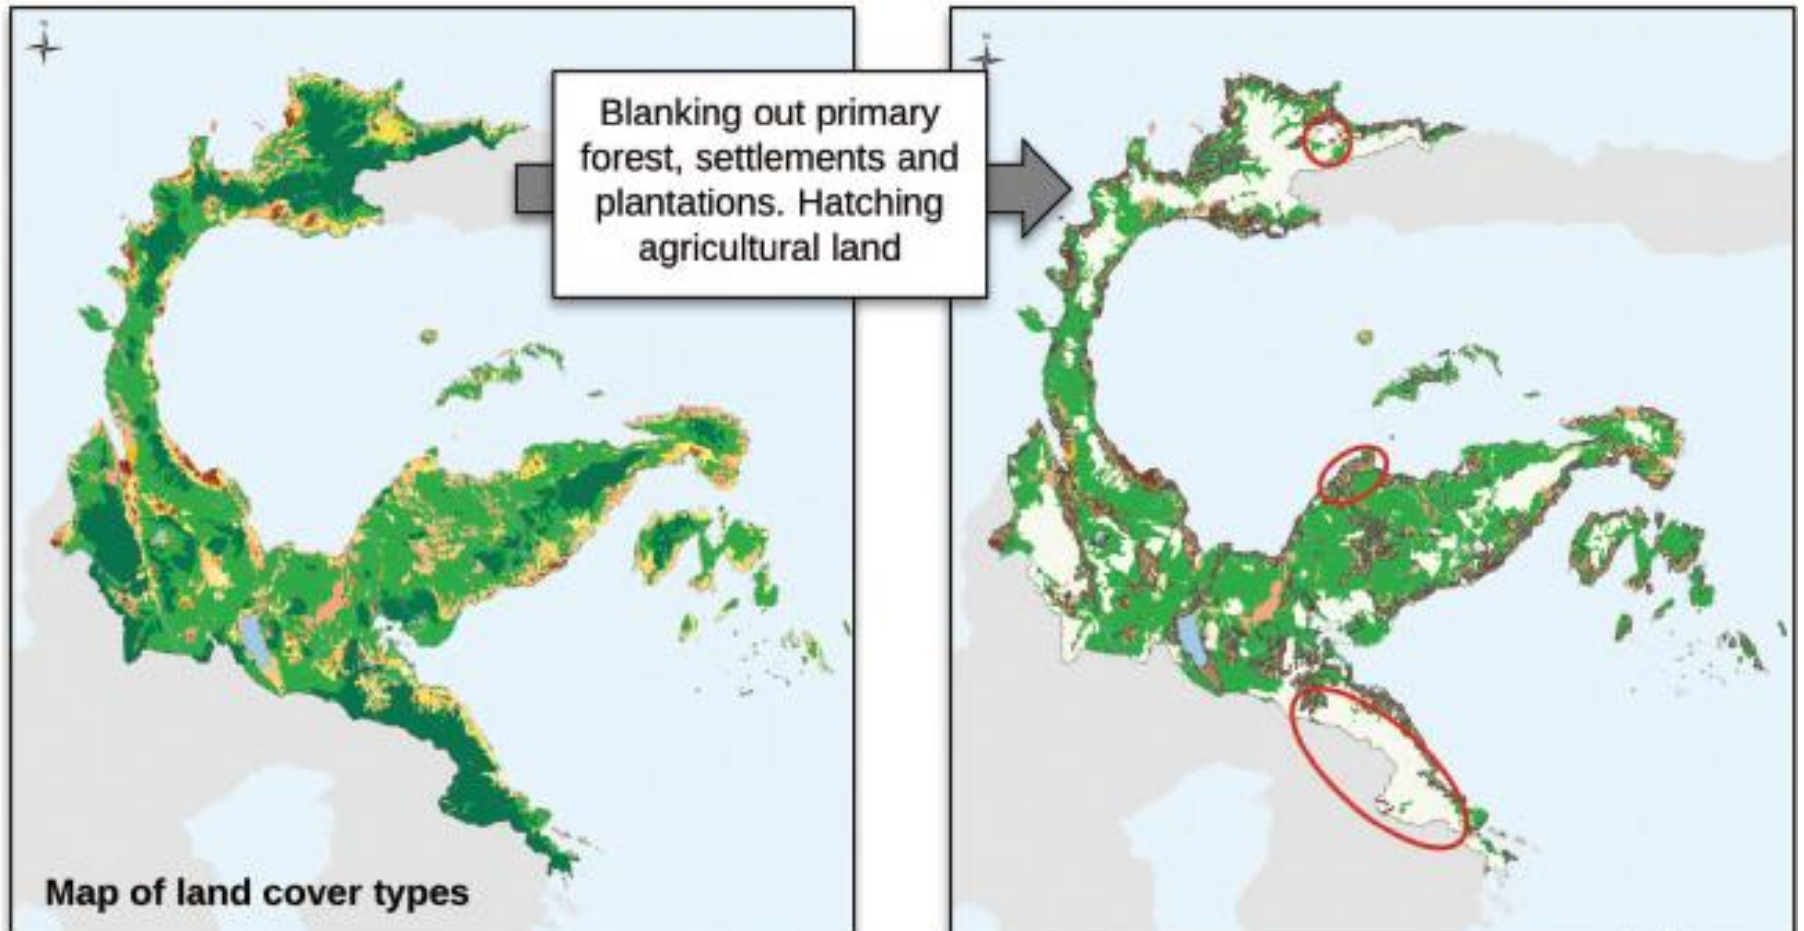 Blanking out primary
forest, settlements and
plantations. Hatching
agricultural land
Map of land cover types